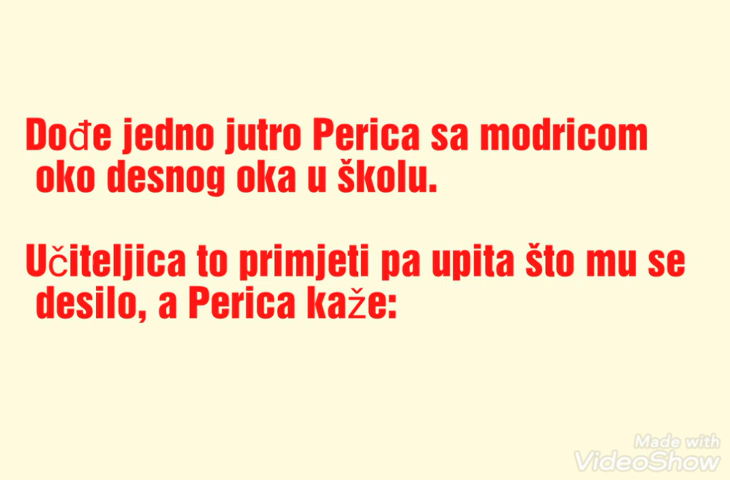 Dođe jedno jutro Perica sa modricom
oko desnog oka u školu.
Učiteljica to primjeti pa upita što mu se
desilo, a Perica kaže:
Made with
VideoShow